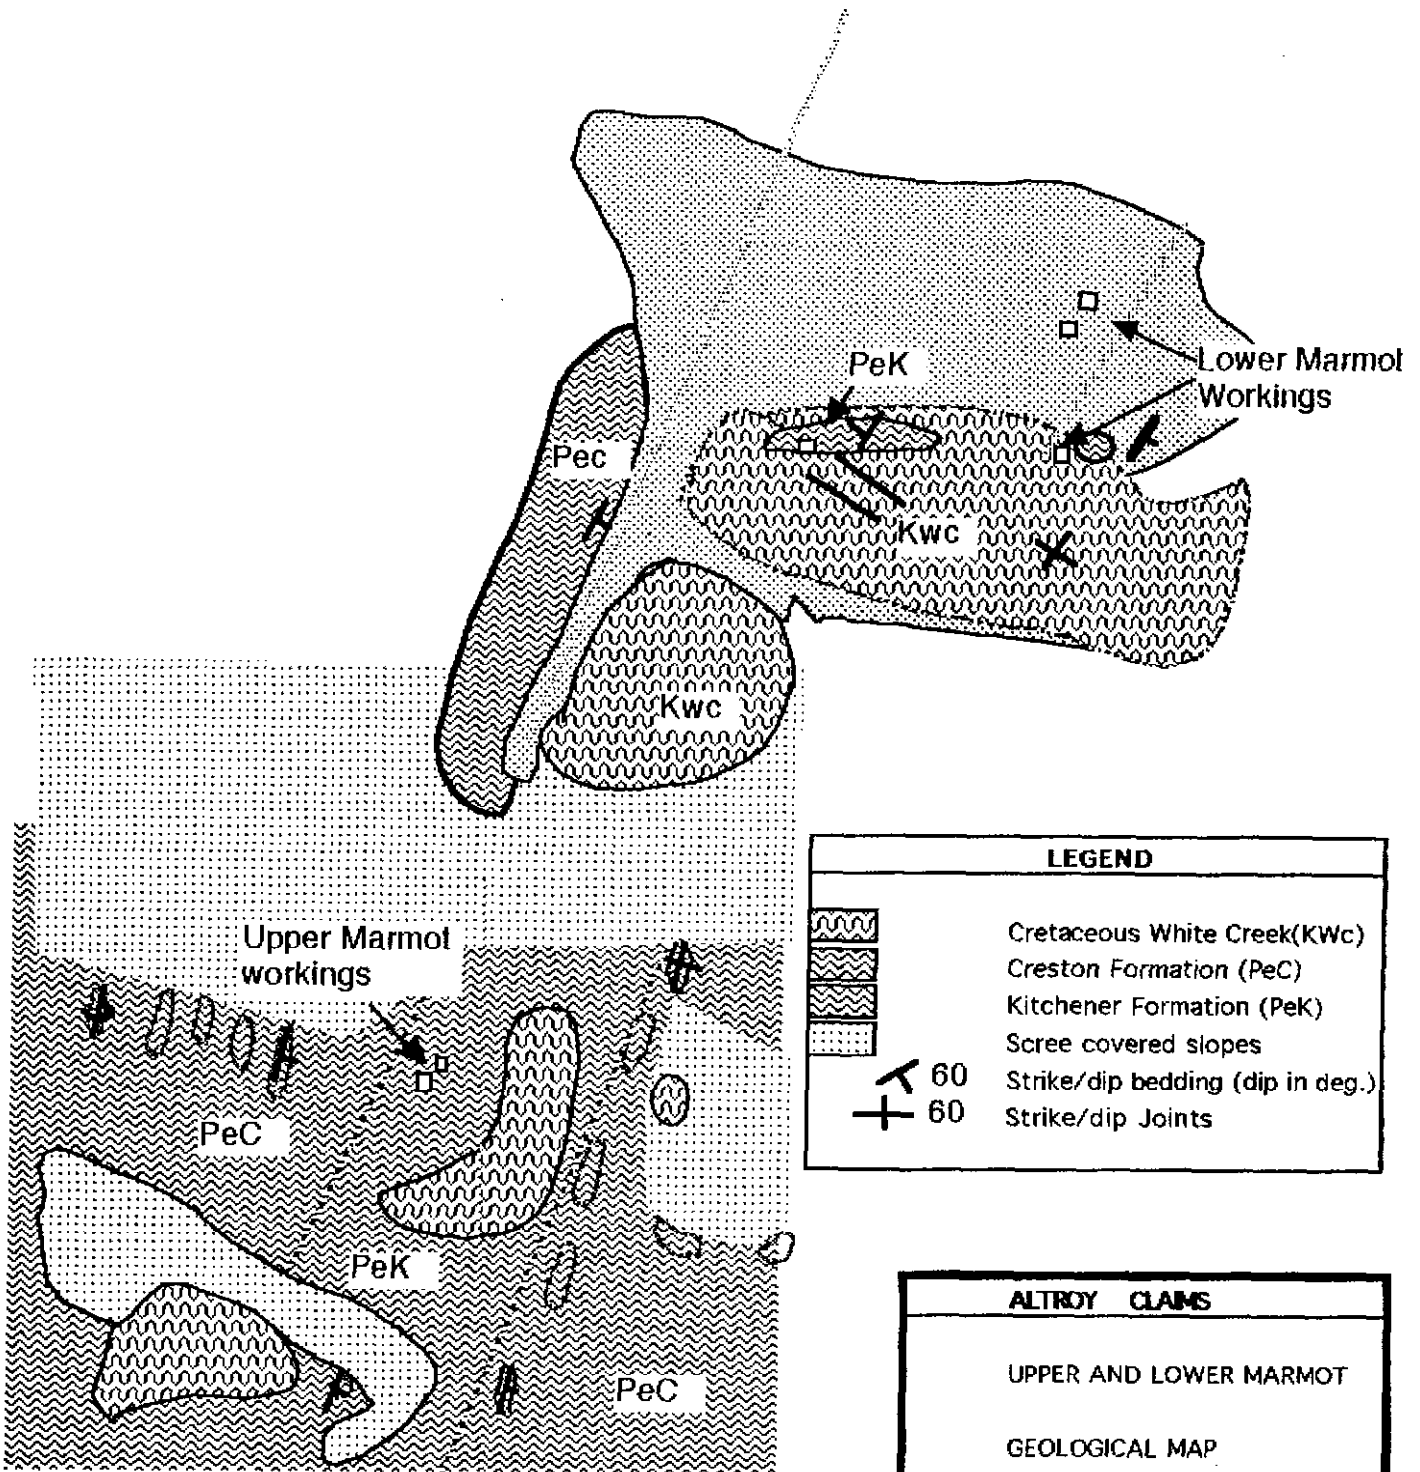 PeK
Lower Marmot
Workings
Pec
Kwc
Kwc
Upper Marmot
workings
PeC
PeK
PeC
LEGEND
Cretaceous White Creek(KWc)
Creston Formation (PeC)
Kitchener Formation (PeK)
Scree covered slopes
60 Strike/dip bedding (dip in deg.)
60 Strike/dip Joints
ALTROY CLAIMS
UPPER AND LOWER MARMOT
GEOLOGICAL MAP